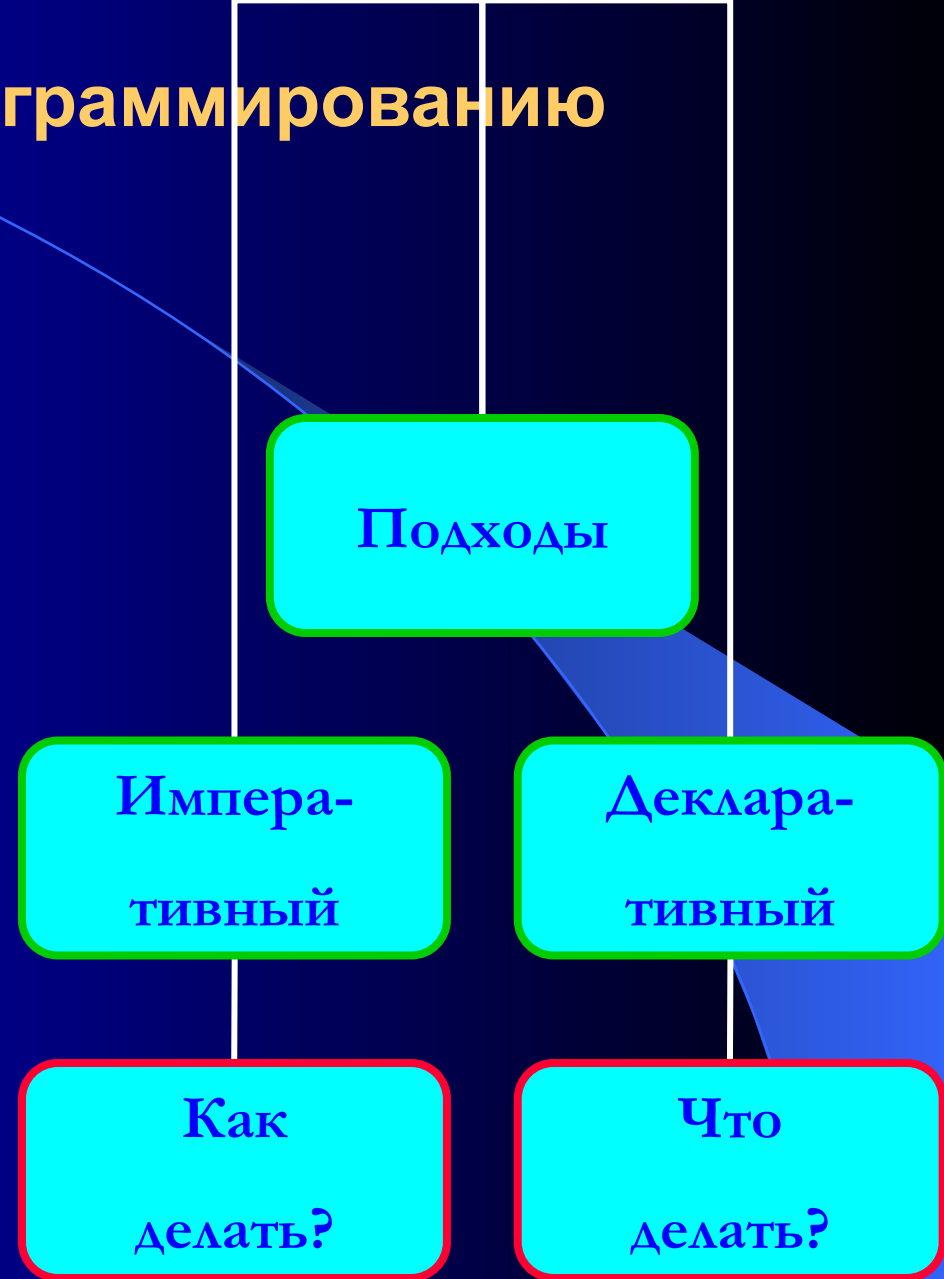 граммированию
Подходы
Импера-
тивный
Деклара-
тивный
Как
делать?
Что
делать?